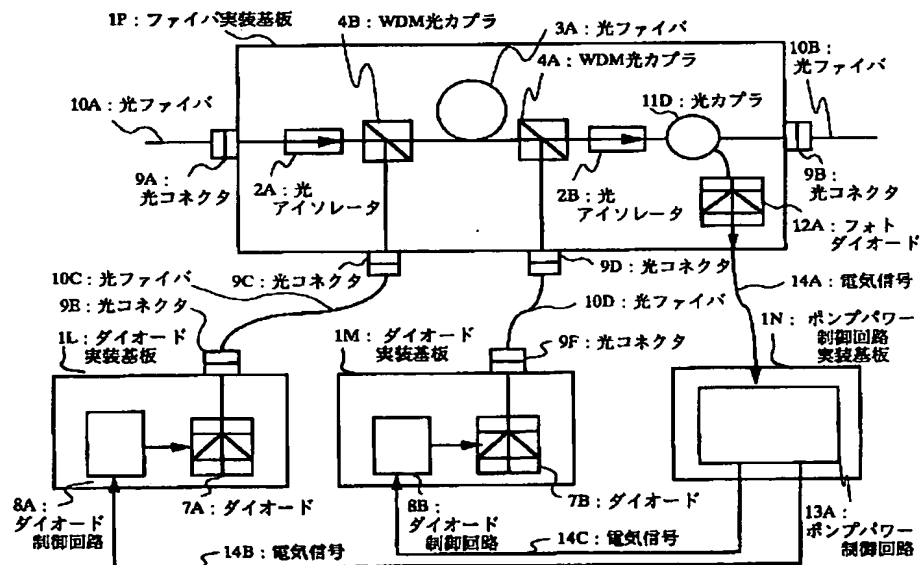 1P：ファイバ実装基板
4B：WDM光カプラ
3A：光ファイバ
4A：WDM光カプラ
10B：
光ファイバ
10A：光ファイバ
11D：光カプラ
9A：
光コネクタ
2A：光
アイソレータ
2B：光
アイソレータ
9B：
光コネクタ
12A：フォト
ダイオード
10C：光ファイバ
9C：光コネクタ
9D：光コネクタ
14A：電気信号
9E：光コネクタ
10D：光ファイバ
1L：ダイオード
実装基板
1M：ダイオード
実装基板
9F：光コネクタ
1N：ポンプパワー
制御回路
実装基板
8A：
ダイオード
制御回路
7A：ダイオード
8B：
ダイオード
制御回路
7B：ダイオード
13A：
ポンプパワー
制御回路
14B：電気信号
14C：電気信号